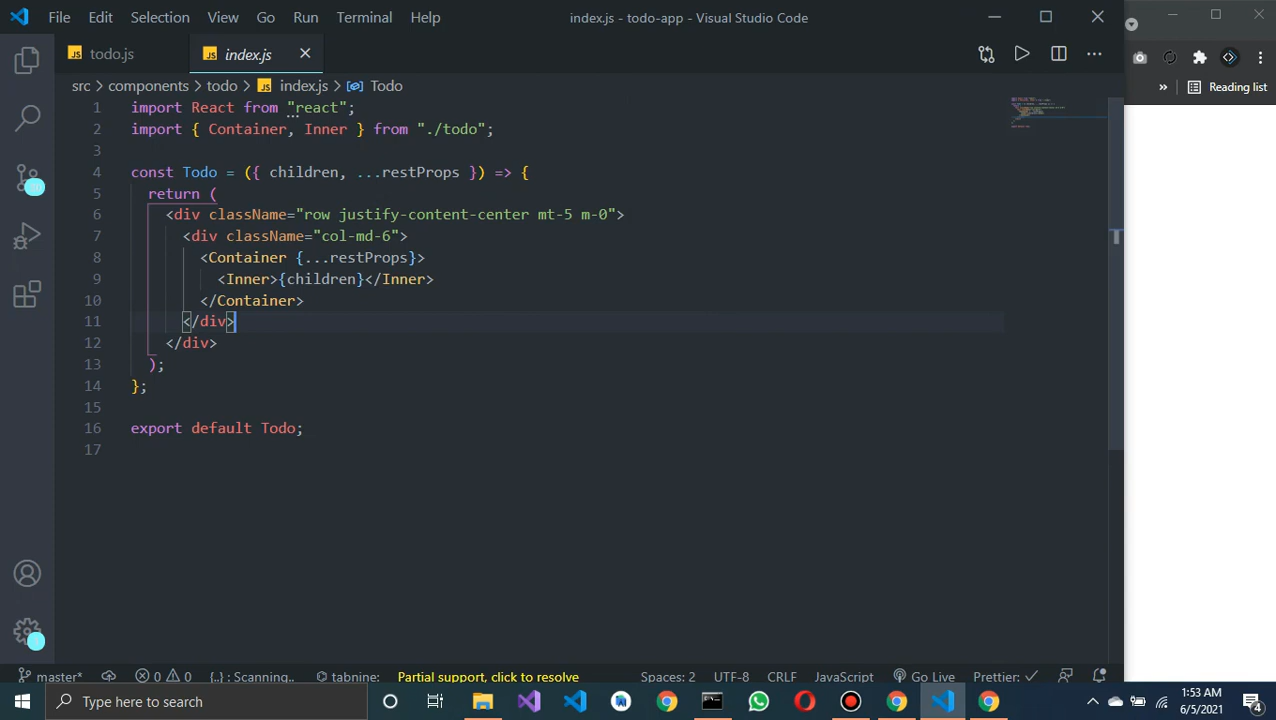 File Edit Selection View Go Run Terminal Help
index.js - todo-app - Visual Studio Code
JS todo.js
JS index.js
Reading list
src components todo JS index.js Todo
1 import React from "react";
2 import { Container, Inner } from "./todo";
3
4 const Todo = ({ children, ...restProps }) => {
5 return (
6 <div className="row justify-content-center mt-5 m-0">
7 <div className="col-md-6">
8 <Container {...restProps}>
9 <Inner>{children}</Inner>
10 </Container>
11 </div>
12 </div>
13 );
14 };
15
16 export default Todo;
17
1
master* 0 0 {..} : Scanning.. tabnine: Partial support, click to resolve Spaces: 2 UTF-8 CRLF JavaScript Go Live Prettier: ✓
Type here to search
1:53 AM
6/5/2021
4